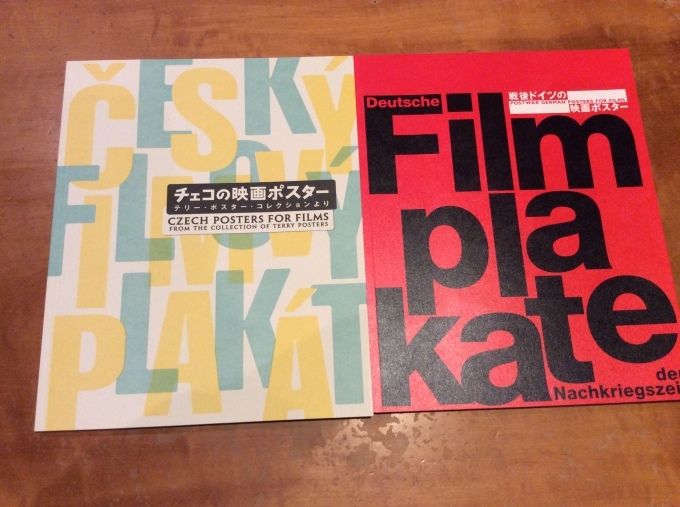 ČESKÝ
FILMOVÝ
PLAKÁT
チェコの映画ポスター
テリー・ポスター・コレクションより
CZECH POSTERS FOR FILMS
FROM THE COLLECTION OF TERRY POSTERS
Deutsche
戦後ドイツの
POSTWAR GERMAN POSTERS FOR FILMS
映画ポスター
Film
pla
kate
der
Nachkriegszeit